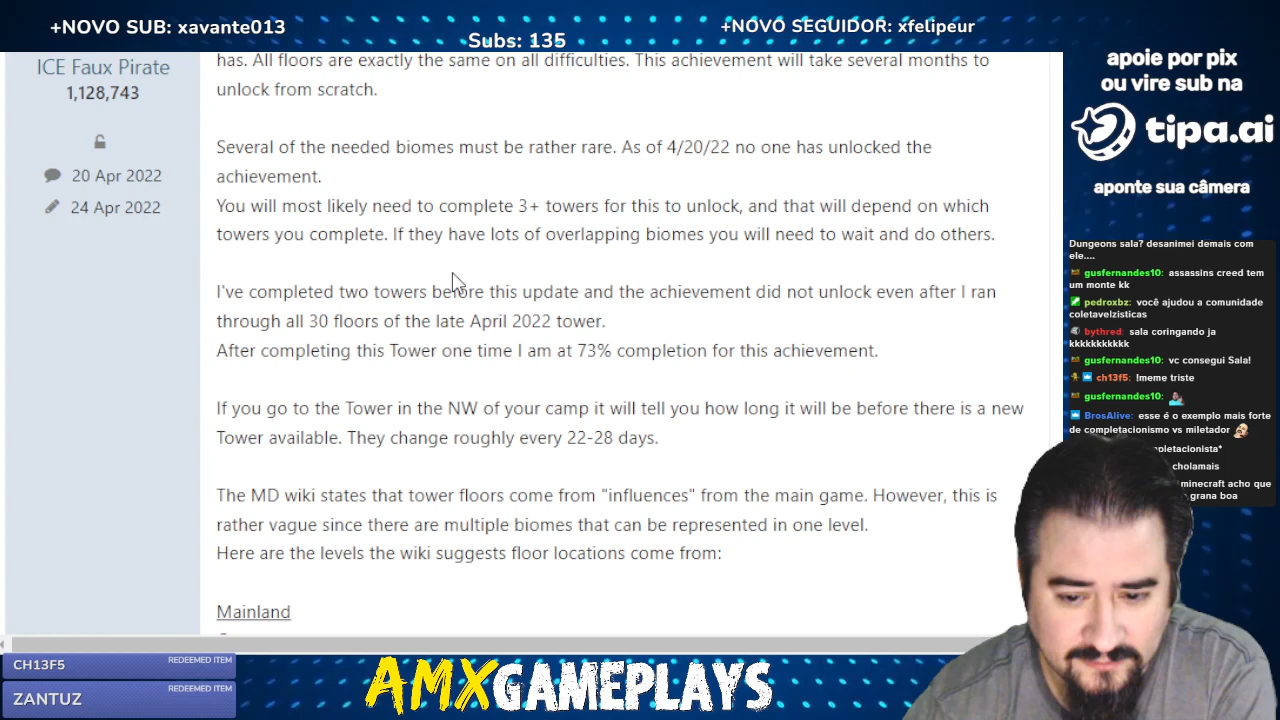 +NOVO SUB: xavante013
Subs: 135
+NOVO SEGUIDOR: xfelipeur
ICE Faux Pirate
1,128,743
20 Apr 2022
24 Apr 2022
has. All floors are exactly the same on all difficulties. This achievement will take several months to
unlock from scratch.
Several of the needed biomes must be rather rare. As of 4/20/22 no one has unlocked the
achievement.
You will most likely need to complete 3+ towers for this to unlock, and that will depend on which
towers you complete. If they have lots of overlapping biomes you will need to wait and do others.
I've completed two towers before this update and the achievement did not unlock even after I ran
through all 30 floors of the late April 2022 tower.
After completing this Tower one time I am at 73% completion for this achievement.
If you go to the Tower in the NW of your camp it will tell you how long it will be before there is a new
Tower available. They change roughly every 22-28 days.
The MD wiki states that tower floors come from "influences" from the main game. However, this is
rather vague since there are multiple biomes that can be represented in one level.
Here are the levels the wiki suggests floor locations come from:
Mainland
apoie por pix
ou vire sub na
tipa.ai
aponte sua câmera
Dungeons sala? desanimei demais com
ele....
gusfernandes10: assassins creed tem
um monte kk
pedroxbz: você ajudou a comunidade
coletavelzisticas
bythred: sala coringando ja
kkkkkkkkkkk
gusfernandes10: vc consegui Sala!
ch13f5: !meme triste
gusfernandes10:
BrosAlive: esse é o exemplo mais forte
de completacionismo vs miletador
pletacionista*
cholamais
minecraft acho que
grana boa
CH13F5
REDEEMED ITEM
ZANTUZ
REDEEMED ITEM
AMXGAMEPLAYS